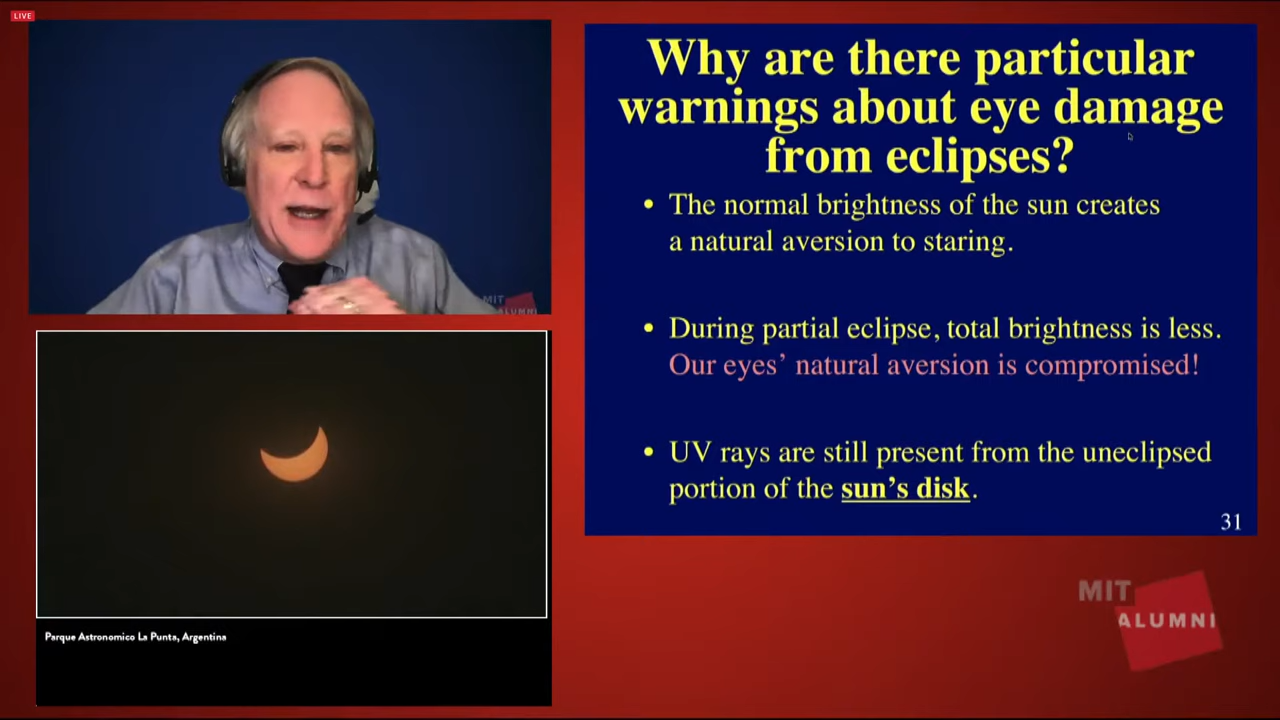 LIVE
MIT
ALUMNI
Parque Astronomico La Punta, Argentina
Why are there particular
warnings about eye damage
from eclipses?
• The normal brightness of the sun creates
a natural aversion to staring.
• During partial eclipse, total brightness is less.
Our eyes’ natural aversion is compromised!
• UV rays are still present from the uneclipsed
portion of the sun’s disk.
31
MIT
ALUMNI